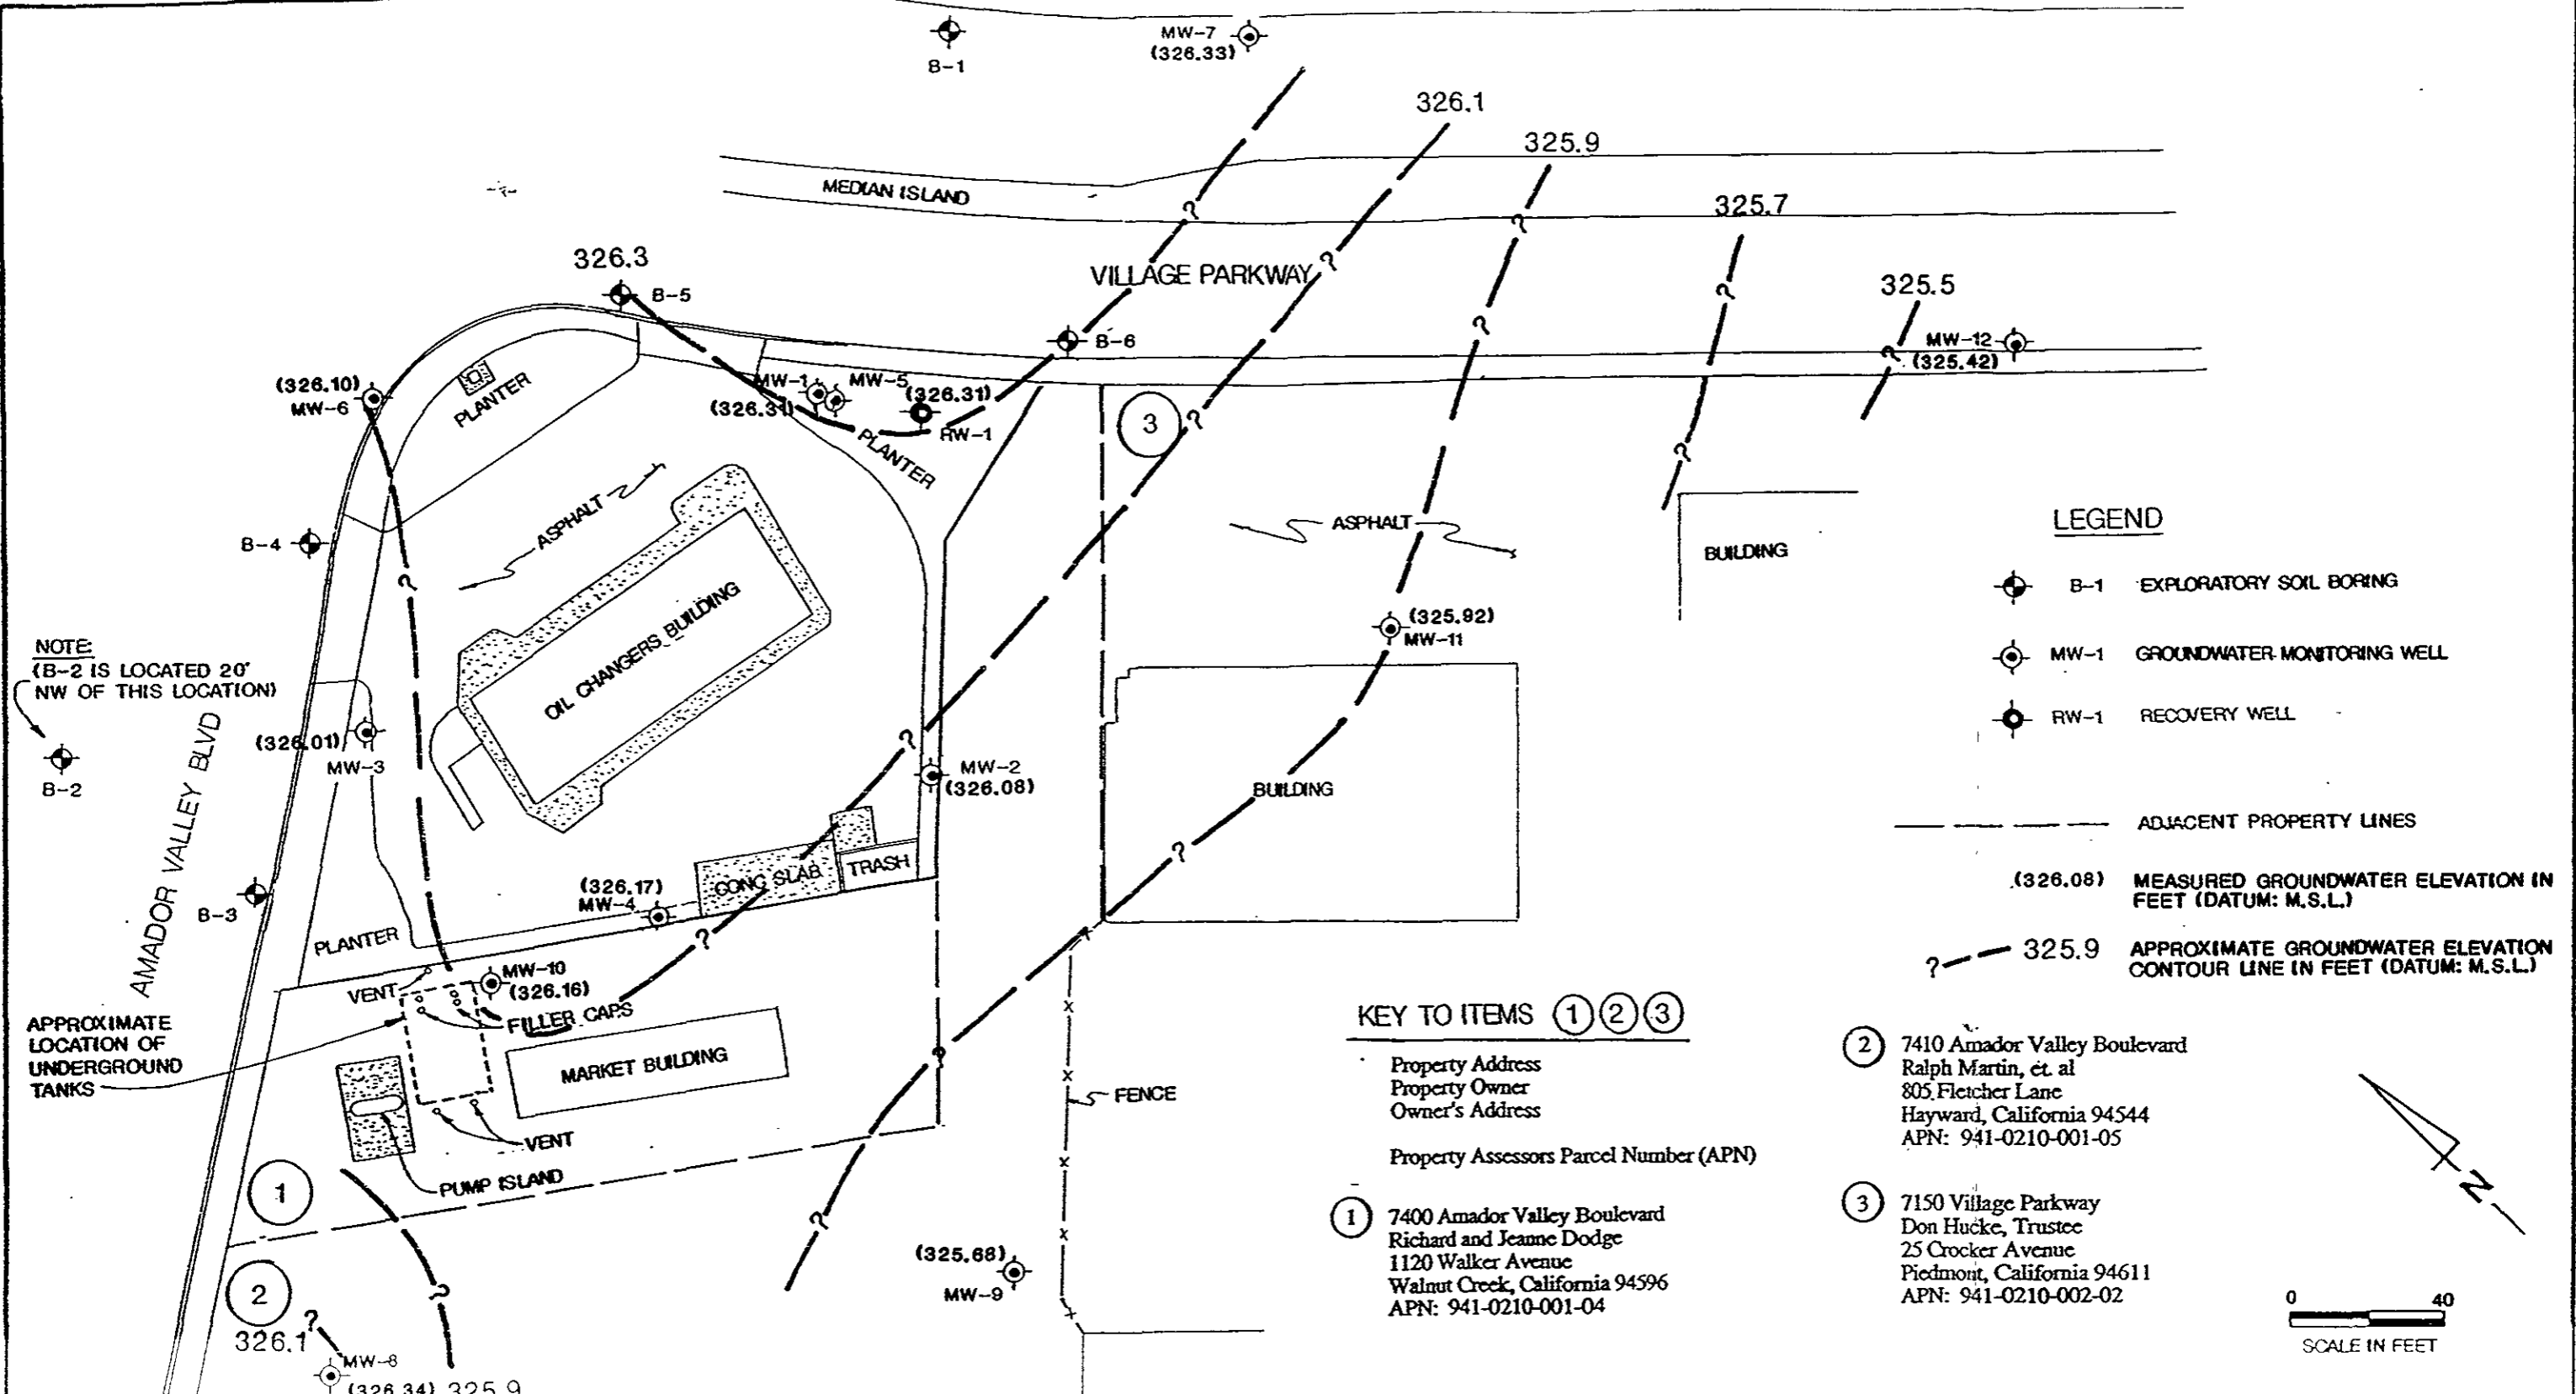 MW-7
(326.33)
B-1
326.1
325.9
MEDIAN ISLAND
325.7
326.3
B-5
VILLAGE PARKWAY
325.5
B-6
MW-12
(325.42)
(326.10)
MW-6
PLANTER
MW-1
MW-5
(326.31)
(326.31)
RW-1
PLANTER
3
ASPHALT
ASPHALT
B-4
BUILDING
OIL CHANGERS BUILDING
(325.92)
MW-11
NOTE:
(B-2 IS LOCATED 20'
NW OF THIS LOCATION)
B-2
AMADOR VALLEY BLVD
(326.01)
MW-3
MW-2
(326.08)
BUILDING
CONC SLAB
TRASH
(326.17)
MW-4
B-3
PLANTER
MW-10
(326.16)
VENT
FILLER CAPS
APPROXIMATE
LOCATION OF
UNDERGROUND
TANKS
MARKET BUILDING
VENT
PUMP ISLAND
FENCE
1
2
326.1
MW-8
(326.34)
325.9
(325.68)
MW-9
LEGEND
B-1 EXPLORATORY SOIL BORING
MW-1 GROUNDWATER MONITORING WELL
RW-1 RECOVERY WELL
ADJACENT PROPERTY LINES
(326.08) MEASURED GROUNDWATER ELEVATION IN
FEET (DATUM: M.S.L.)
? 325.9 APPROXIMATE GROUNDWATER ELEVATION
CONTOUR LINE IN FEET (DATUM: M.S.L.)
KEY TO ITEMS 1 2 3
Property Address
Property Owner
Owner's Address
Property Assessors Parcel Number (APN)
1 7400 Amador Valley Boulevard
Richard and Jeanne Dodge
1120 Walker Avenue
Walnut Creek, California 94596
APN: 941-0210-001-04
2 7410 Amador Valley Boulevard
Ralph Martin, et. al
805 Fletcher Lane
Hayward, California 94544
APN: 941-0210-001-05
3 7150 Village Parkway
Don Hucke, Trustee
25 Crocker Avenue
Piedmont, California 94611
APN: 941-0210-002-02
N
0 40
SCALE IN FEET